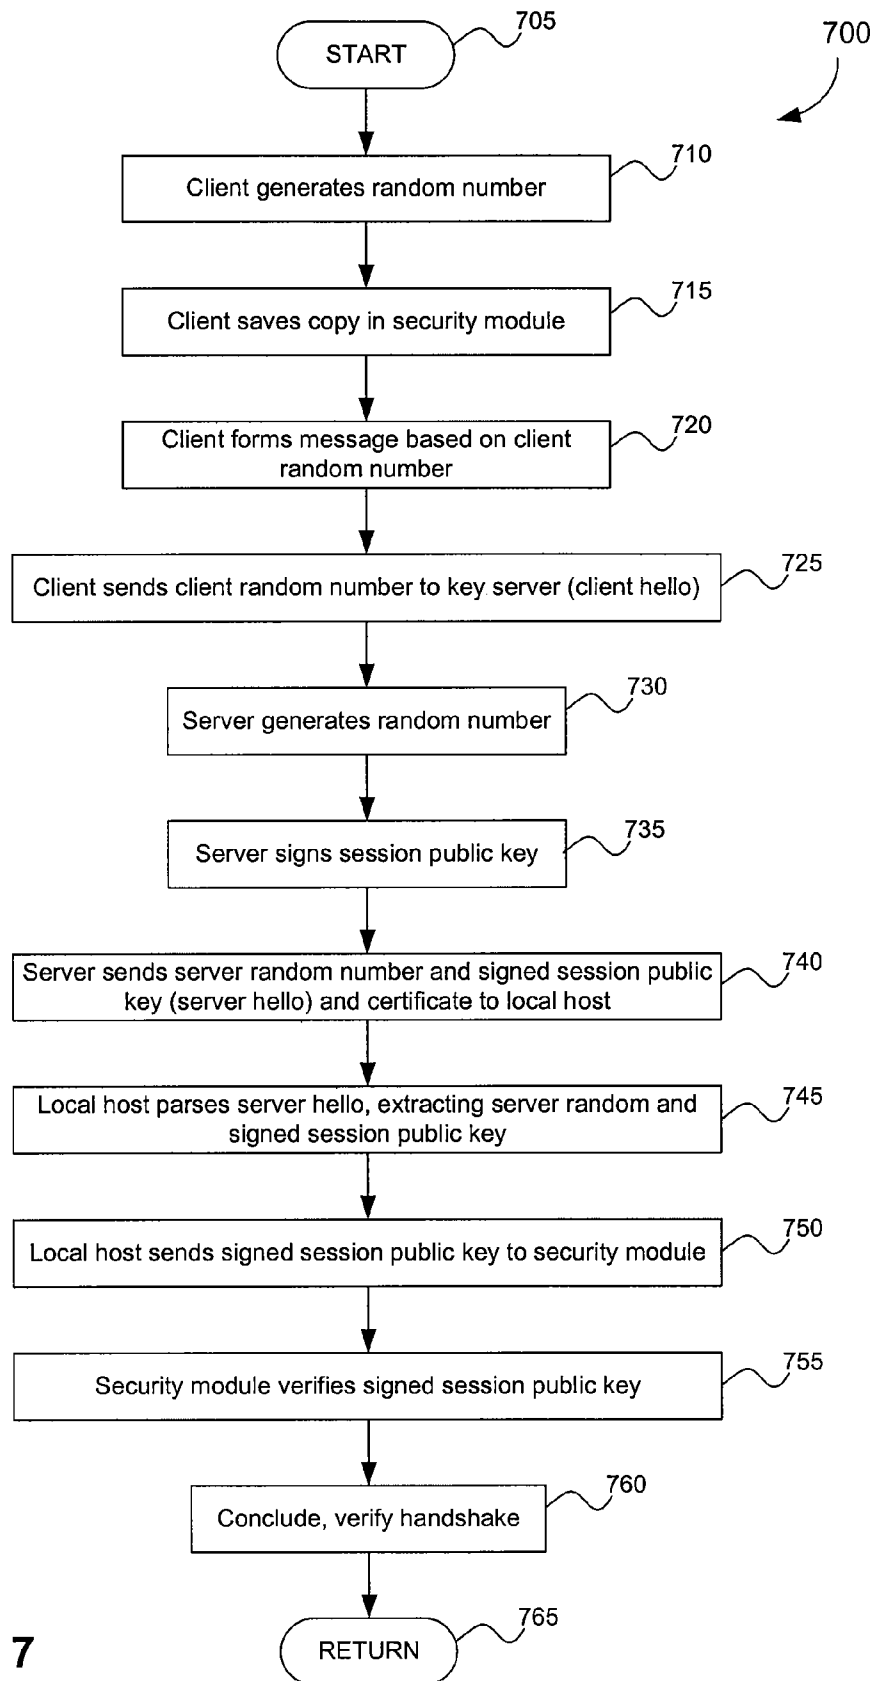 START
705
700
Client generates random number
710
Client saves copy in security module
715
Client forms message based on client
random number
720
Client sends client random number to key server (client hello)
725
Server generates random number
730
Server signs session public key
735
Server sends server random number and signed session public
key (server hello) and certificate to local host
740
Local host parses server hello, extracting server random and
signed session public key
745
Local host sends signed session public key to security module
750
Security module verifies signed session public key
755
Conclude, verify handshake
760
RETURN
765
7